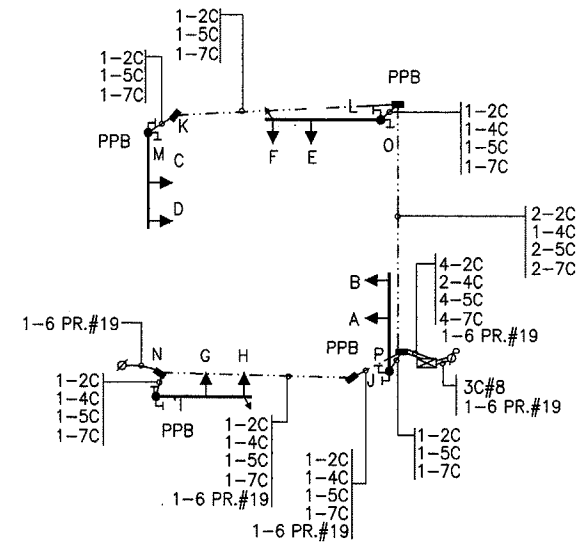 1-2C
1-5C
1-7C
1-2C
1-5C
1-7C
PPB
K
L
PPB
M
C
D
F
E
O
1-2C
1-4C
1-5C
1-7C
2-2C
1-4C
2-5C
2-7C
B
A
4-2C
2-4C
4-5C
4-7C
1-6 PR.#19
1-6 PR.#19
PPB
P
J
N
G
H
3C#8
1-6 PR.#19
1-2C
1-4C
1-5C
1-7C
PPB
1-2C
1-4C
1-5C
1-7C
1-6 PR.#19
1-2C
1-4C
1-5C
1-7C
1-6 PR.#19
1-2C
1-5C
1-7C